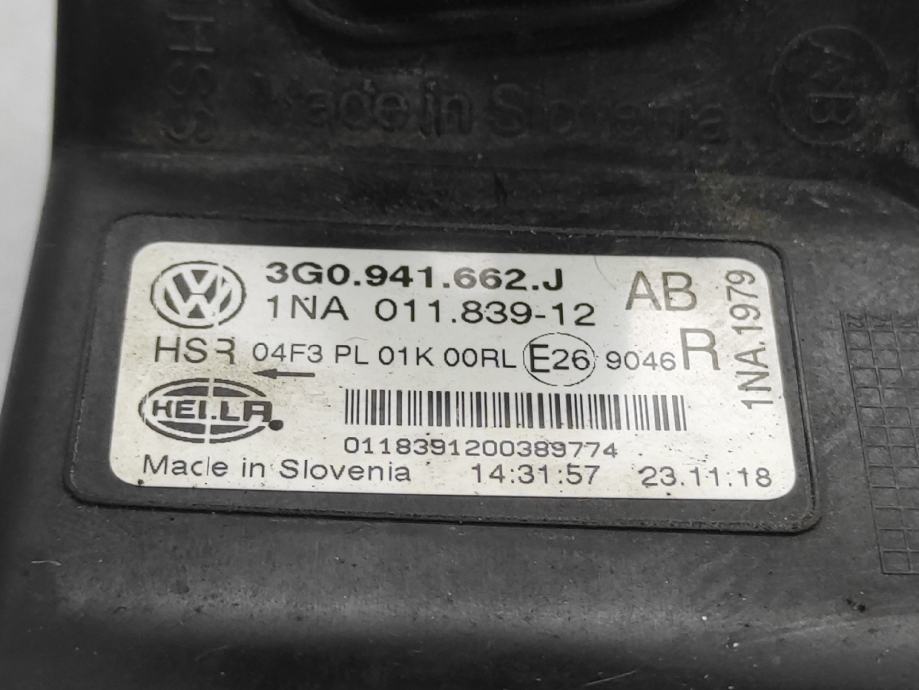 Made in Slovenia
AB
3G0.941.662.J
AB
1NA 011.839-12
HSR 04F3 PL 01K 00RL E26 9046 R
1NA.1979
HELLA
0118391200389774
Made in Slovenia 14:31:57 23.11.18